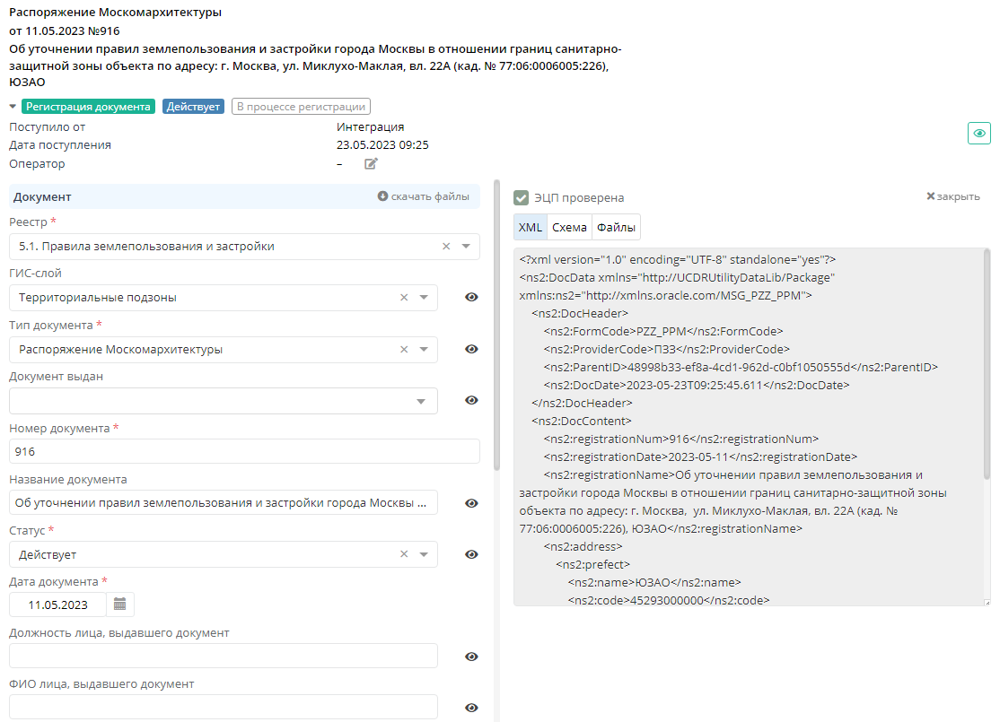 Распоряжение Москомархитектуры
от 11.05.2023 №916
Об уточнении правил землепользования и застройки города Москвы в отношении границ санитарно-
защитной зоны объекта по адресу: г. Москва, ул. Миклухо-Маклая, вл. 22А (кад. № 77:06:0006005:226),
ЮЗАО
Регистрация документа Действует В процессе регистрации
Поступило от Интеграция
Дата поступления 23.05.2023 09:25
Оператор –
Документ скачать файлы
Реестр *
5.1. Правила землепользования и застройки
ГИС-слой
Территориальные подзоны
Тип документа *
Распоряжение Москомархитектуры
Документ выдан
Номер документа *
916
Название документа
Об уточнении правил землепользования и застройки города Москвы ...
Статус *
Действует
Дата документа *
11.05.2023
Должность лица, выдавшего документ
ФИО лица, выдавшего документ
ЭЦП проверена закрыть
XML Схема Файлы
<?xml version="1.0" encoding="UTF-8" standalone="yes"?>
<ns2:DocData xmlns="http://UCDRUtilityDataLib/Package"
xmlns:ns2="http://xmlns.oracle.com/MSG_PZZ_PPM">
<ns2:DocHeader>
<ns2:FormCode>PZZ_PPM</ns2:FormCode>
<ns2:ProviderCode>ПЗЗ</ns2:ProviderCode>
<ns2:ParentID>48998b33-ef8a-4cd1-962d-c0bf1050555d</ns2:ParentID>
<ns2:DocDate>2023-05-23T09:25:45.611</ns2:DocDate>
</ns2:DocHeader>
<ns2:DocContent>
<ns2:registrationNum>916</ns2:registrationNum>
<ns2:registrationDate>2023-05-11</ns2:registrationDate>
<ns2:registrationName>Об уточнении правил землепользования и
застройки города Москвы в отношении границ санитарно-защитной зоны
объекта по адресу: г. Москва,  ул. Миклухо-Маклая, вл. 22А (кад. №
77:06:0006005:226), ЮЗАО</ns2:registrationName>
<ns2:address>
<ns2:prefect>
<ns2:name>ЮЗАО</ns2:name>
<ns2:code>45293000000</ns2:code>